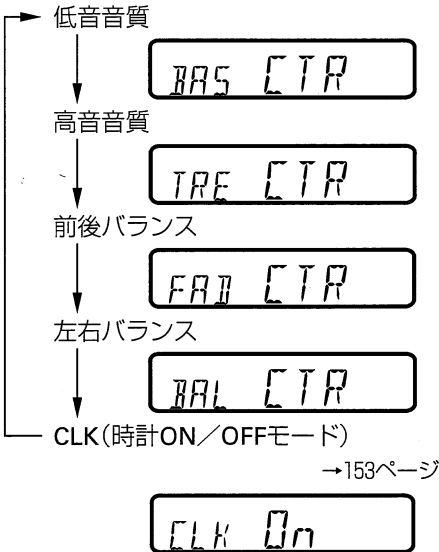 低音音質
BAS CTR
高音音質
TRE CTR
前後バランス
FAD CTR
左右バランス
BAL CTR
CLK(時計ON/OFFモード)
→153ページ
CLK On